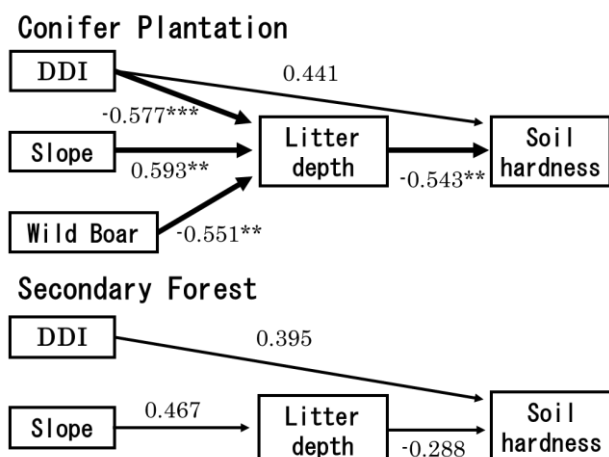 Conifer Plantation
DDI
0.441
-0.577***
Slope
0.593**
Litter
depth
-0.543**
Soil
hardness
Wild Boar
-0.551**
Secondary Forest
DDI
0.395
Slope
0.467
Litter
depth
-0.288
Soil
hardness